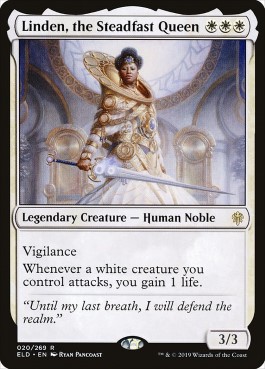 Linden, the Steadfast Queen
Legendary Creature — Human Noble
Vigilance
Whenever a white creature you
control attacks, you gain 1 life.
“Until my last breath, I will defend the
realm.”
3/3
020/269 R
ELD • EN RYAN PANCOAST
™ & © 2019 Wizards of the Coast